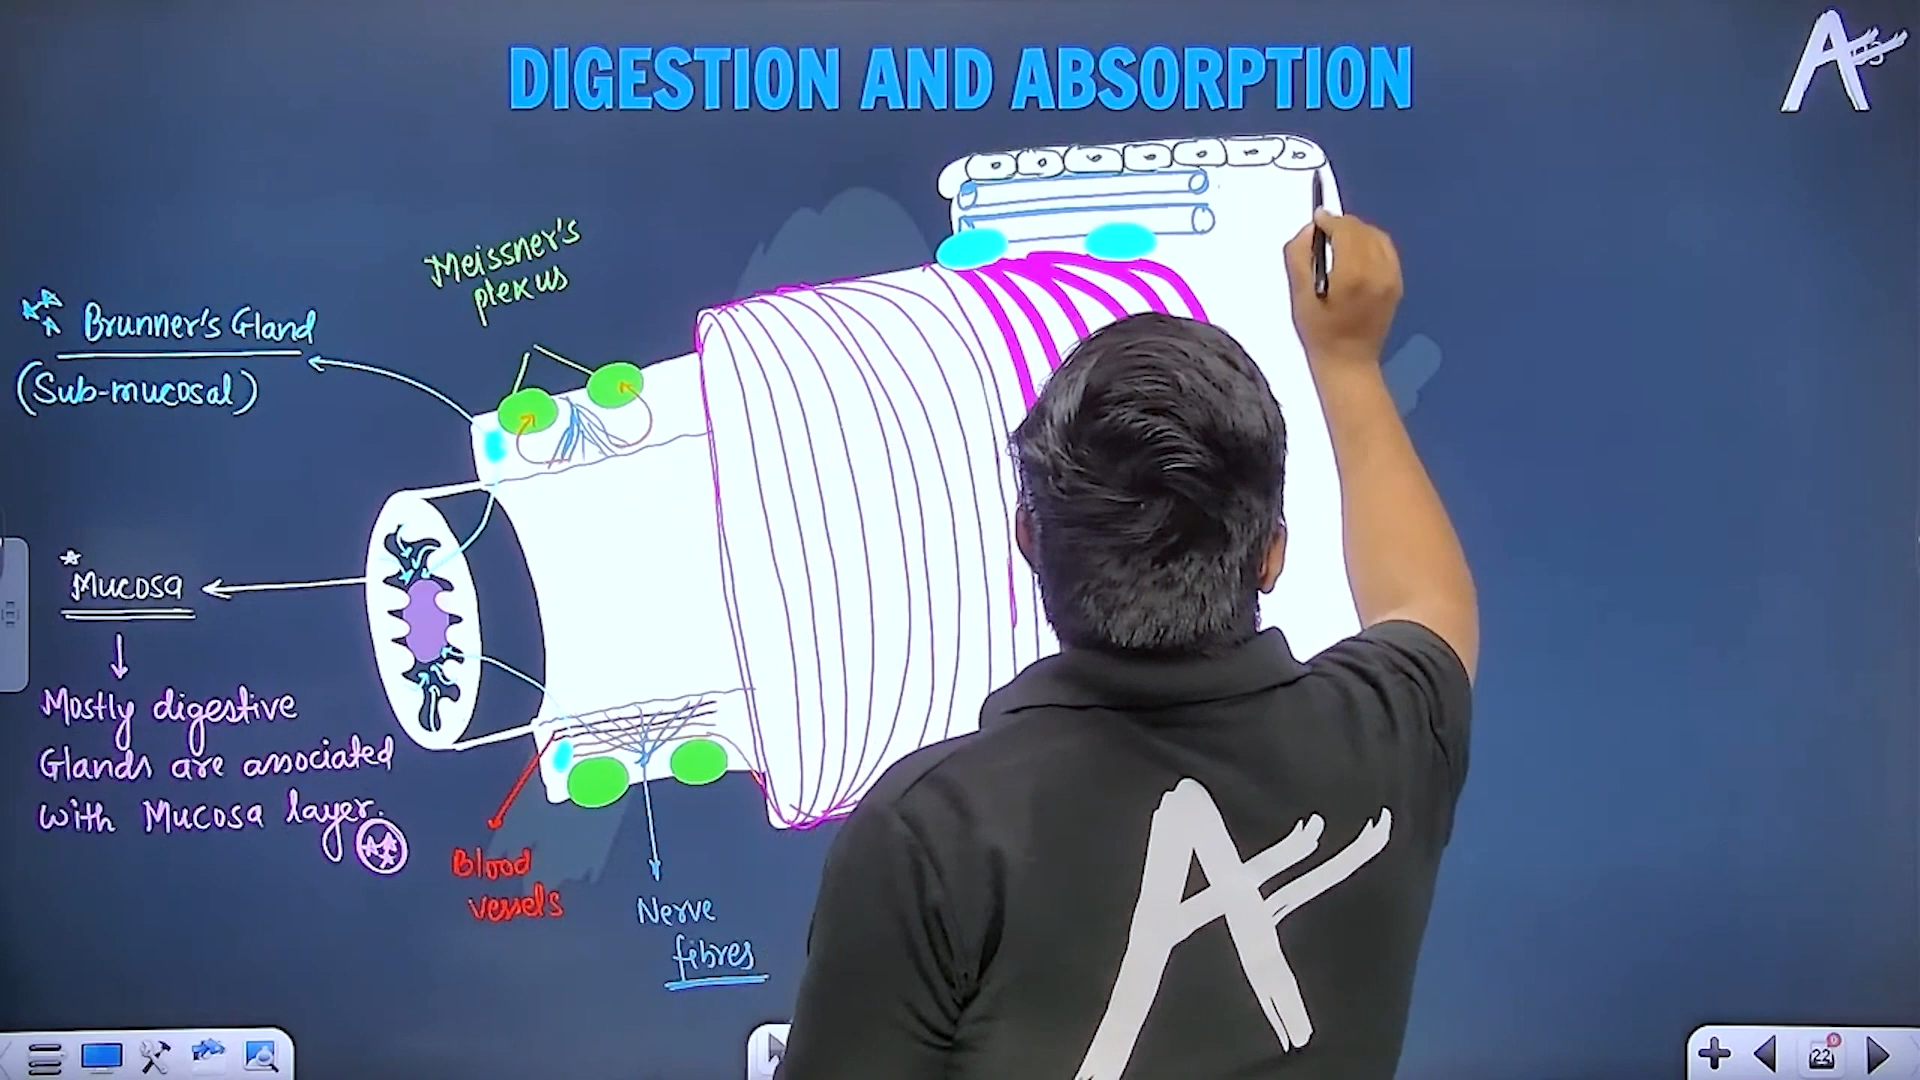 DIGESTION AND ABSORPTION
A
Meissner's
plexus
Brunner's Gland
(Sub-mucosal)
Mucosa
Mostly digestive
Glands are associated
with Mucosa layer.
Blood
vessels
Nerve
fibres
A
22